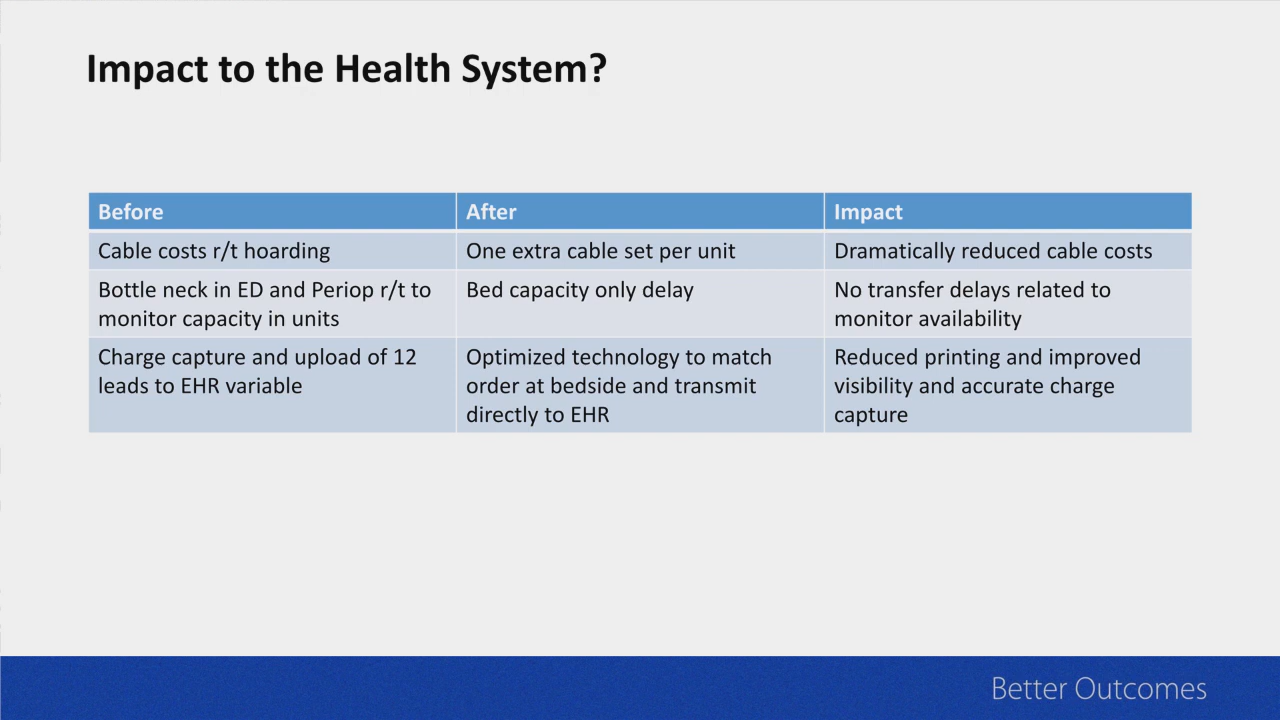 Impact to the Health System?
Before
After
Impact
Cable costs r/t hoarding
One extra cable set per unit
Dramatically reduced cable costs
Bottle neck in ED and Periop r/t to
monitor capacity in units
Bed capacity only delay
No transfer delays related to
monitor availability
Charge capture and upload of 12
leads to EHR variable
Optimized technology to match
order at bedside and transmit
directly to EHR
Reduced printing and improved
visibility and accurate charge
capture
Better Outcomes